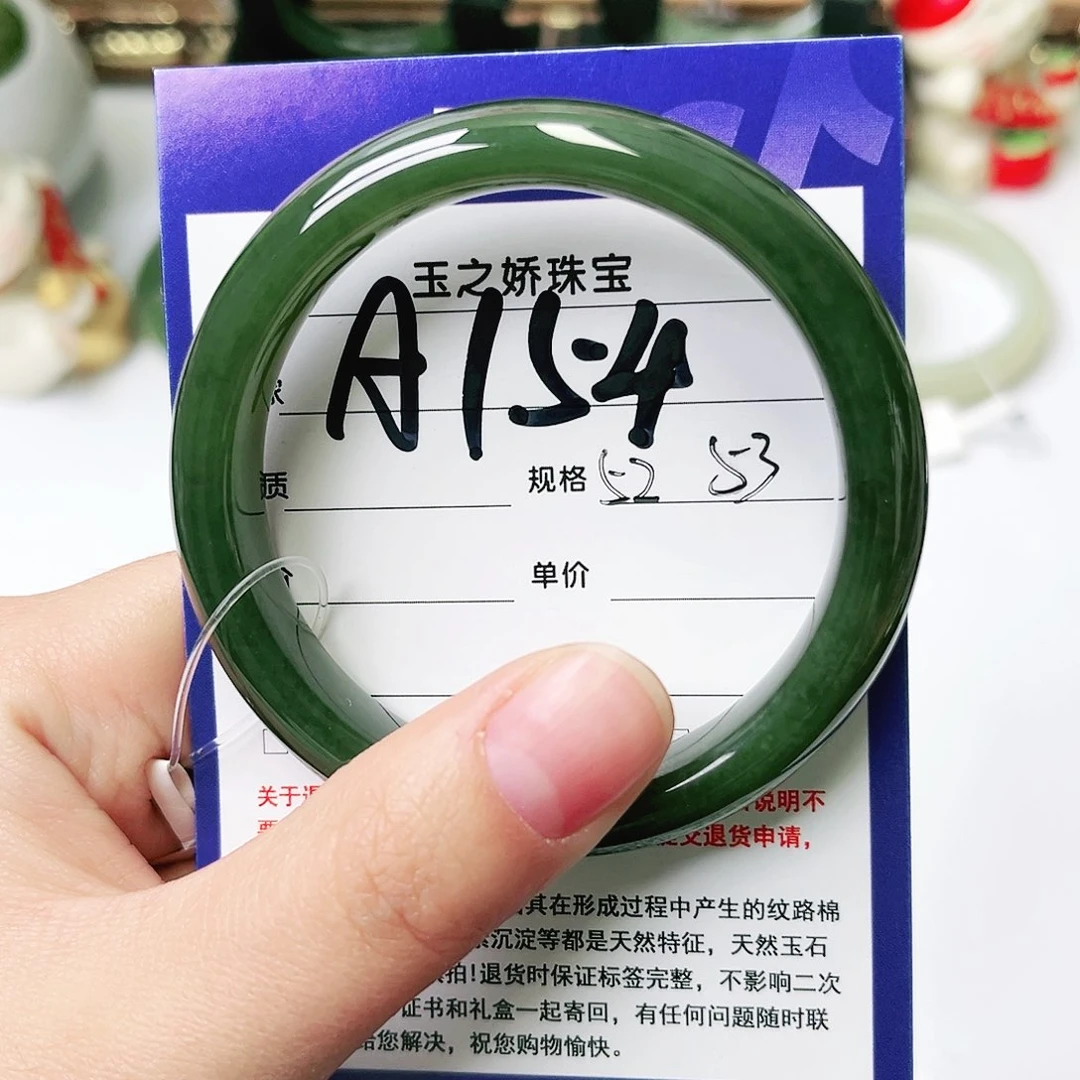 玉之娇珠宝
A154
质 规格 52 53
单价
关于 说明不
要 提交退货申请，
其在形成过程中产生的纹路棉
沉淀等都是天然特征，天然玉石
拍！退货时保证标签完整，不影响二次
证书和礼盒一起寄回，有任何问题随时联
给您解决，祝您购物愉快。